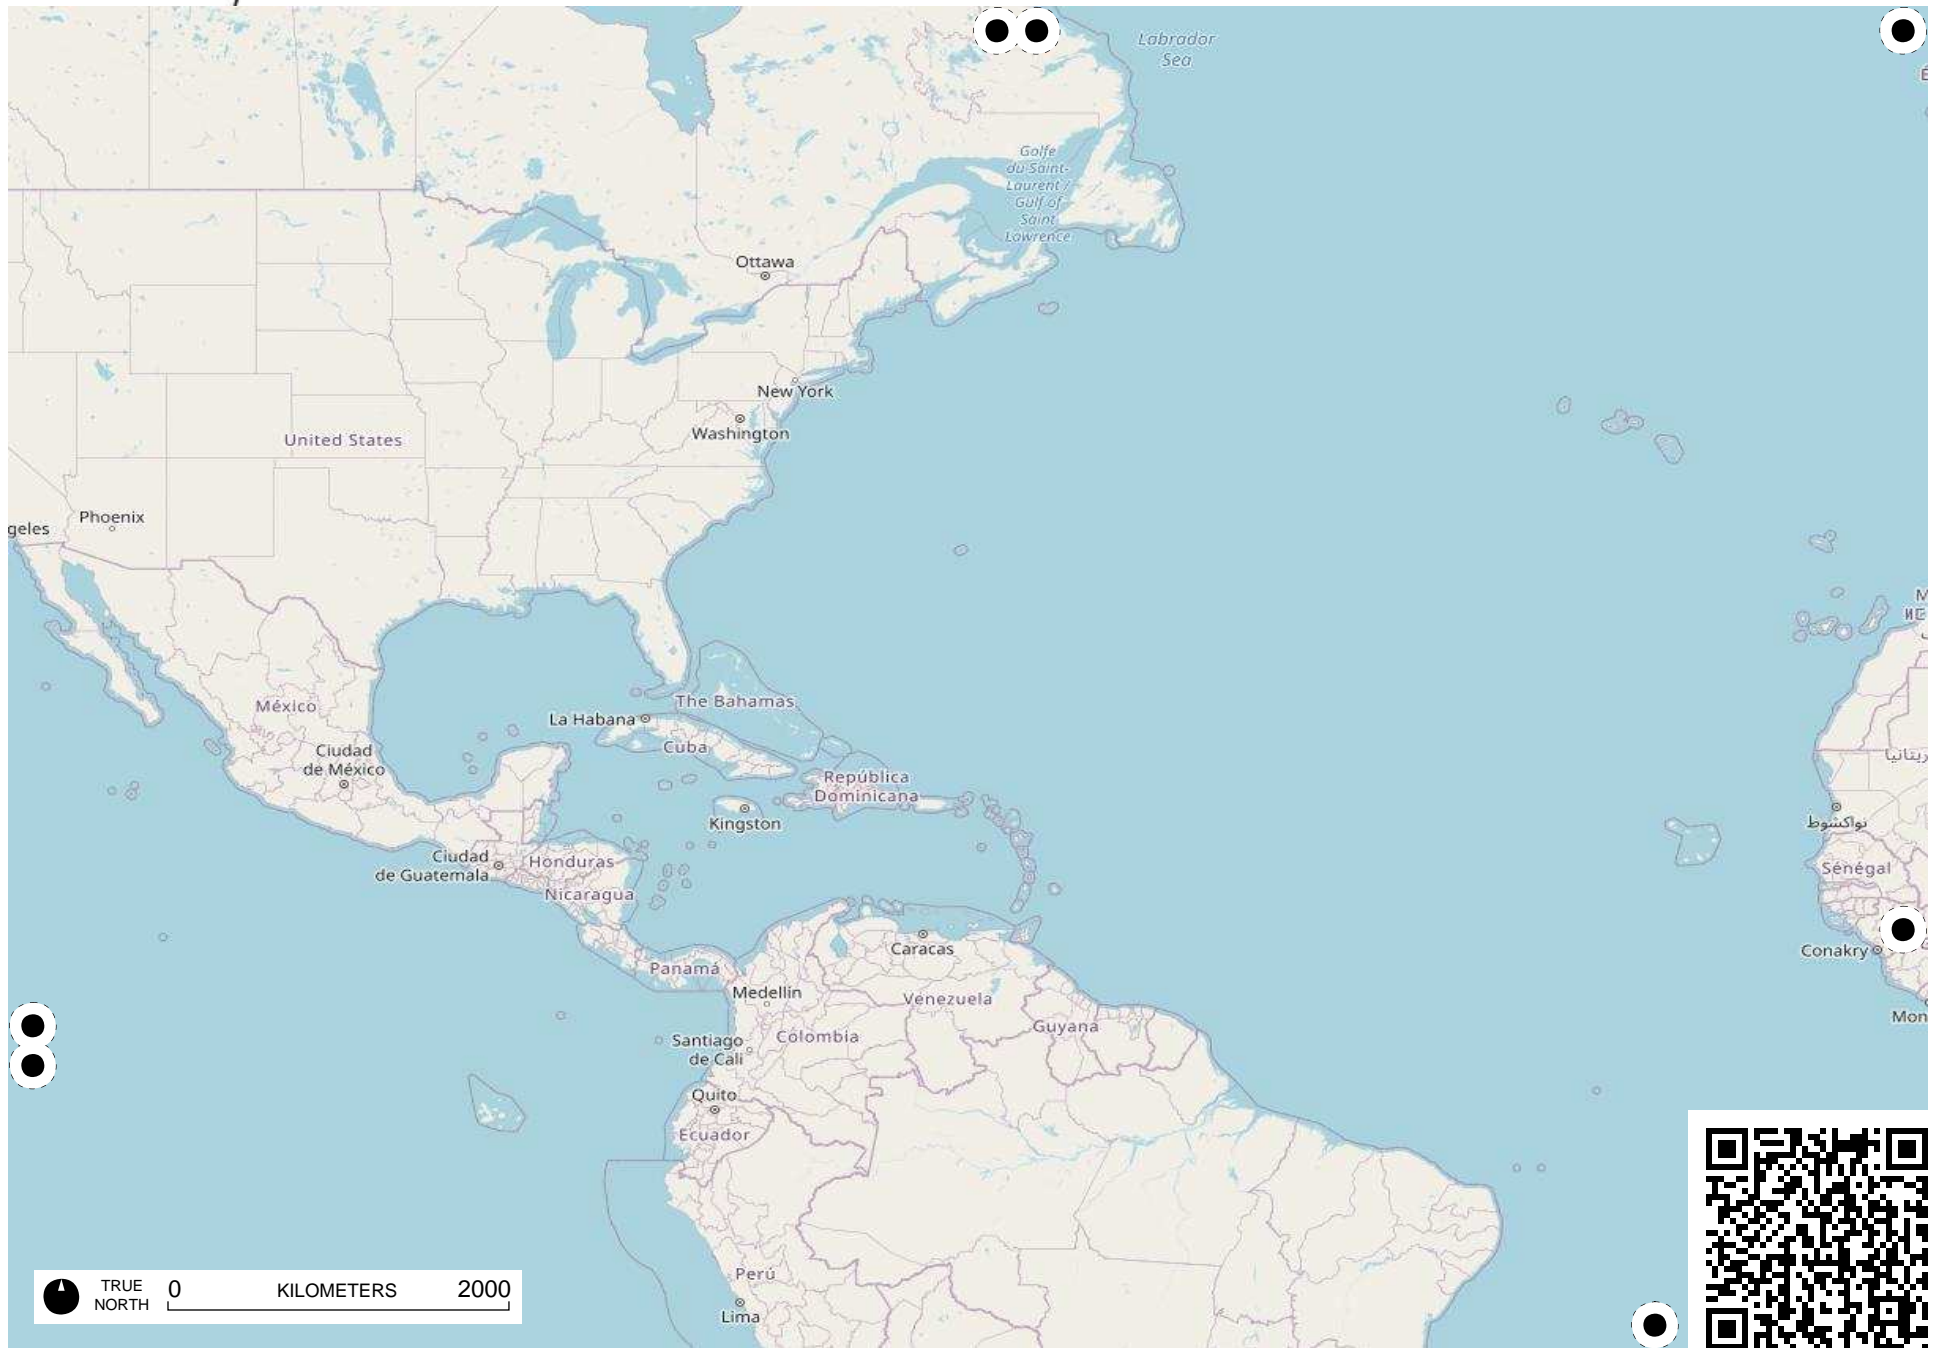 Labrador
Sea
Golfe
du Saint-
Laurent /
Gulf of
Saint
Lawrence
Ottawa
New York
Washington
United States
Phoenix
geles
México
Ciudad
de México
La Habana
The Bahamas
Cuba
República
Dominicana
Kingston
Ciudad
de Guatemala
Honduras
Nicaragua
نواكشوط
Sénégal
Conakry
Mon
Caracas
Panamá
Medellín
Venezuela
Guyana
Santiago
de Cali
Colombia
Quito
Ecuador
Perú
Lima
TRUE
NORTH
0 KILOMETERS 2000